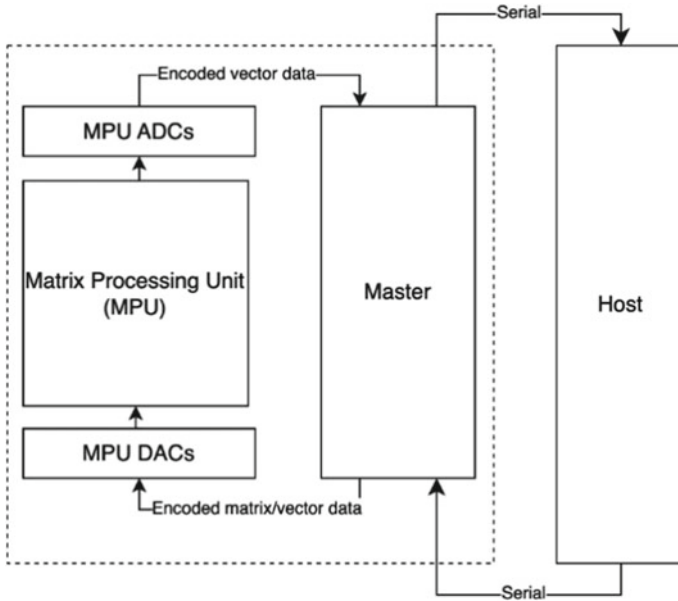 Serial
Encoded vector data
MPU ADCs
Matrix Processing Unit
(MPU)
Master
Host
MPU DACs
Encoded matrix/vector data
Serial